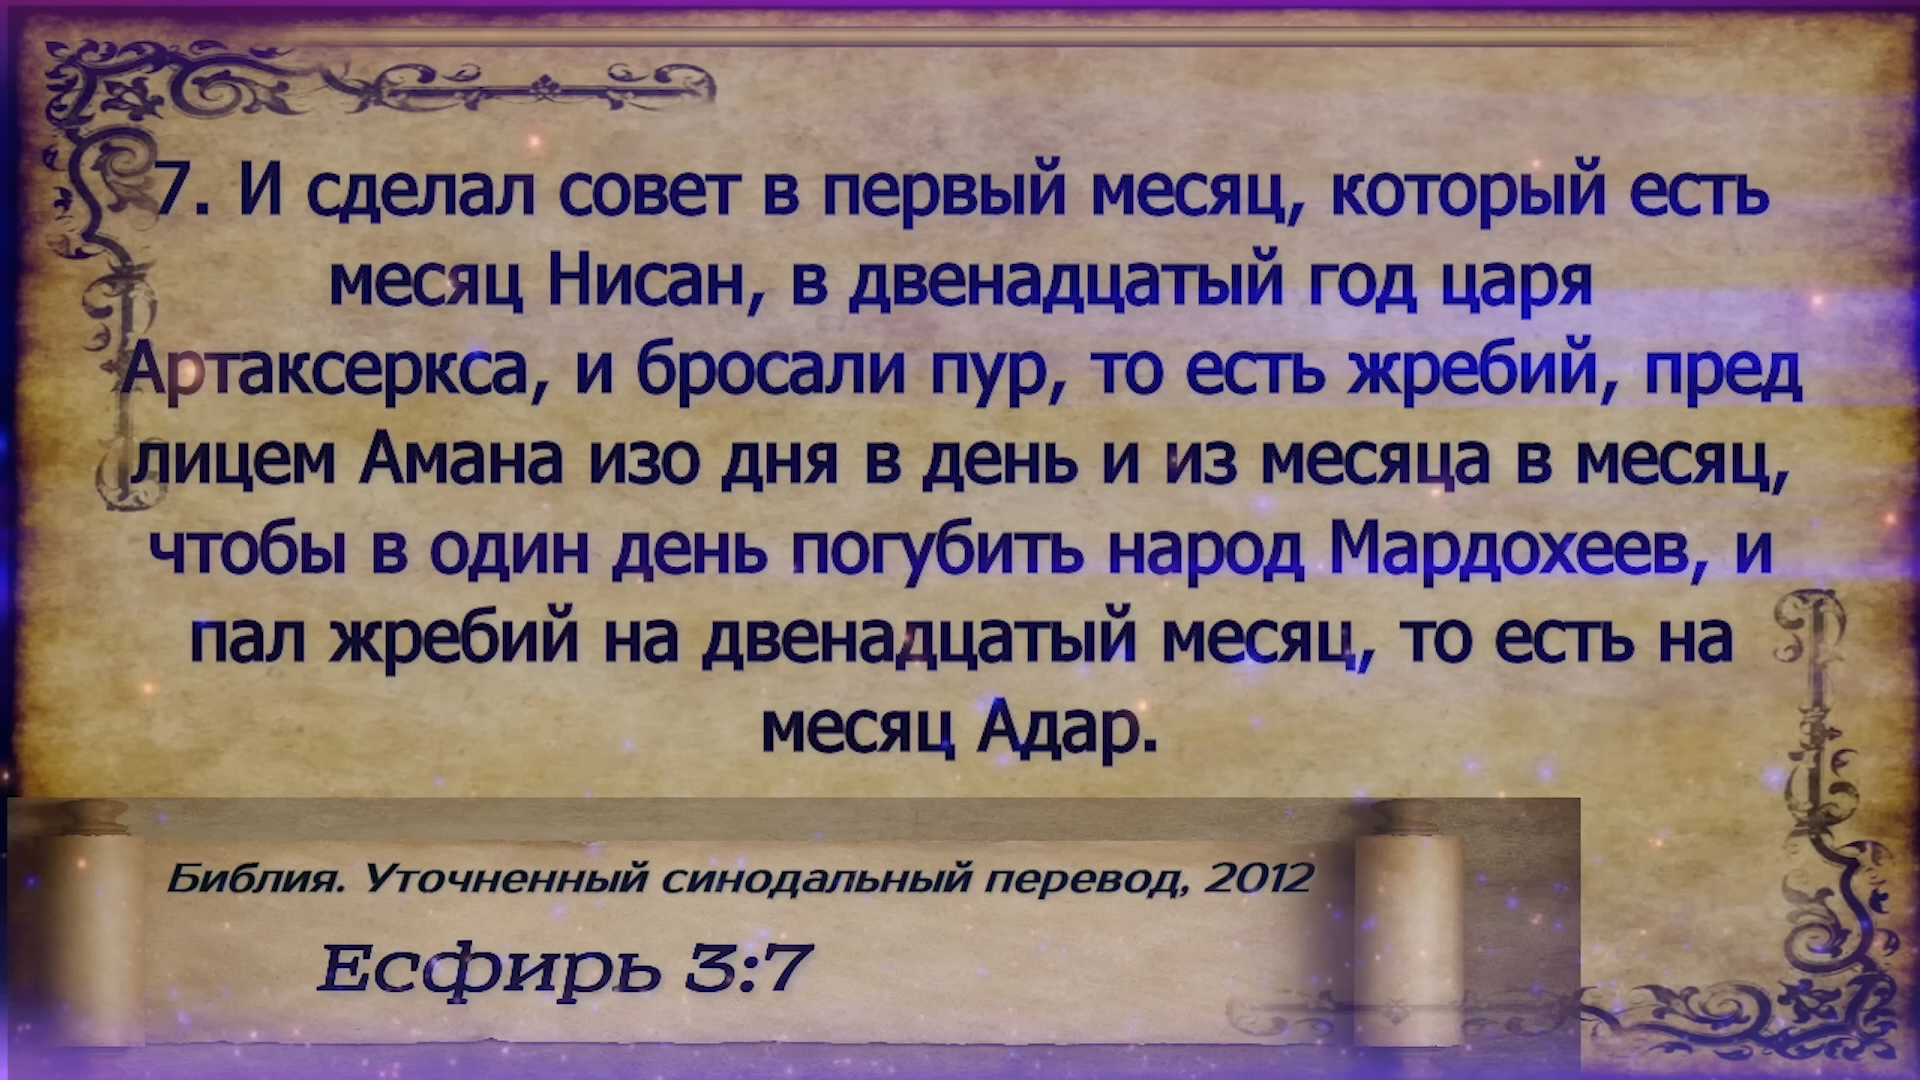 7. И сделал совет в первый месяц, который есть
месяц Нисан, в двенадцатый год царя
Артаксеркса, и бросали пур, то есть жребий, пред
лицем Амана изо дня в день и из месяца в месяц,
чтобы в один день погубить народ Мардохеев, и
пал жребий на двенадцатый месяц, то есть на
месяц Адар.
Библия. Уточненный синодальный перевод, 2012
Есфирь 3:7